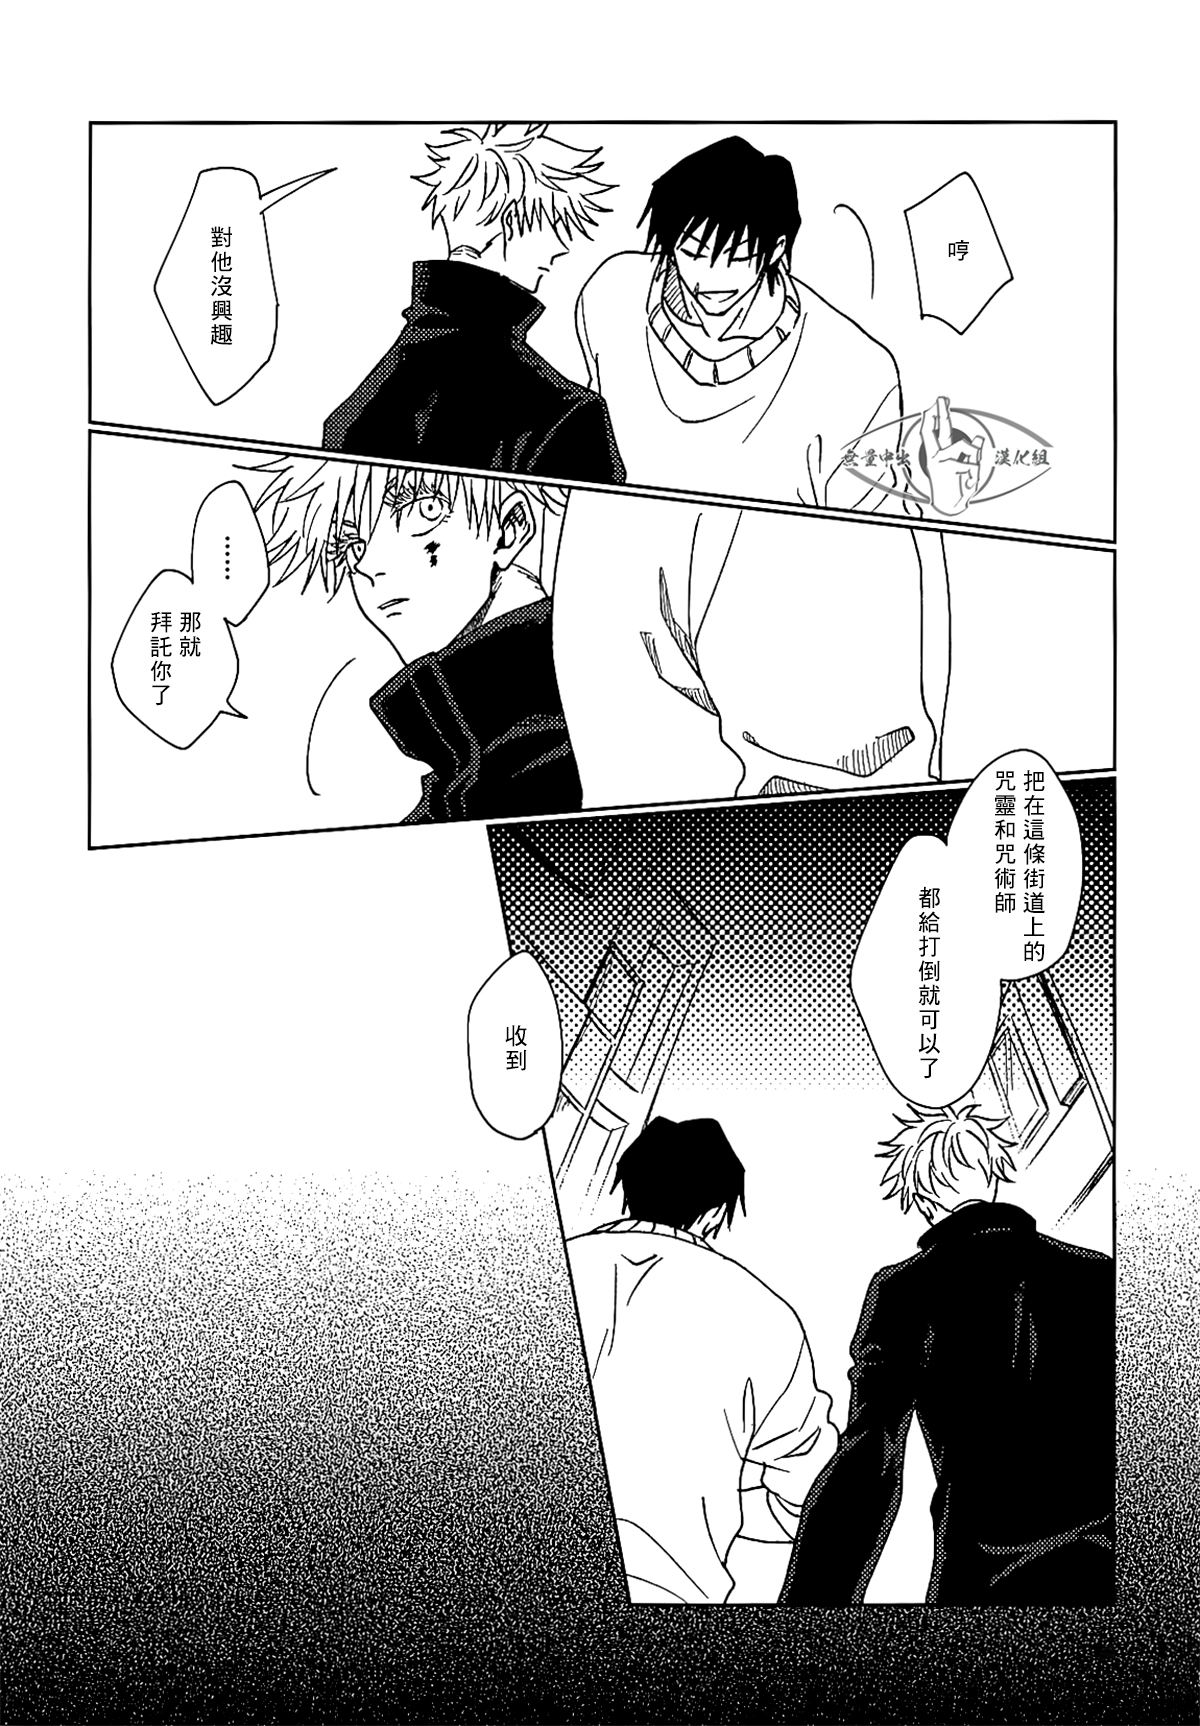 哼
對他沒興趣
無量中出
漢化組
……
那就
拜託你了
把在這條街道上的
咒靈和咒術師
都給打倒就可以了
收到